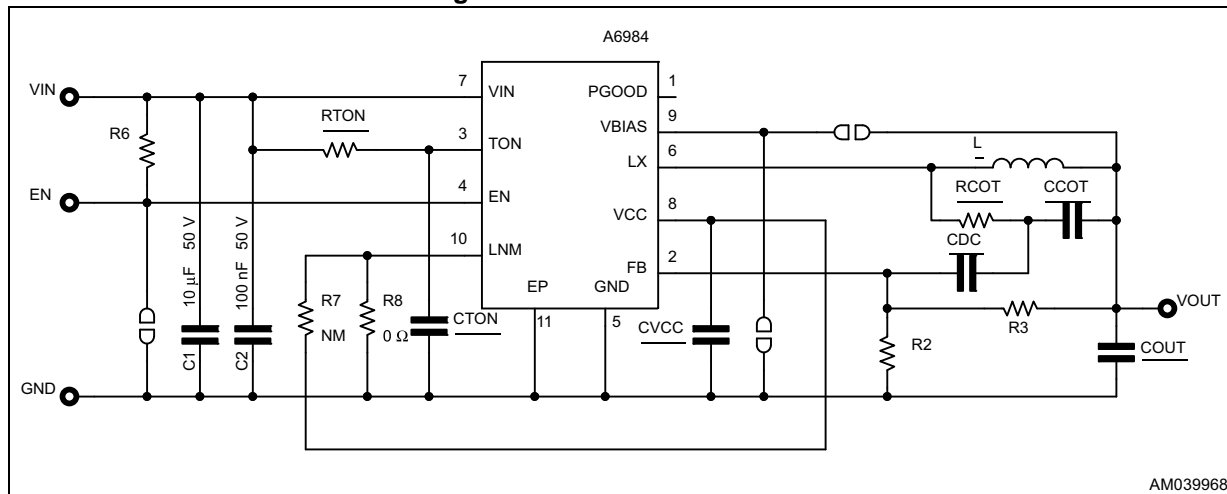 A6984
VIN
7
VIN
PGOOD
1
R6
RTON
3
TON
VBIAS
9
LX
6
L
EN
4
EN
RCOT
CCOT
VCC
8
10 µF 50 V
100 nF 50 V
10
LNM
CDC
FB
2
EP
GND
R7
NM
R8
0 Ω
CTON
11
5
CVCC
R3
VOUT
R2
COUT
C1
C2
GND
AM039968